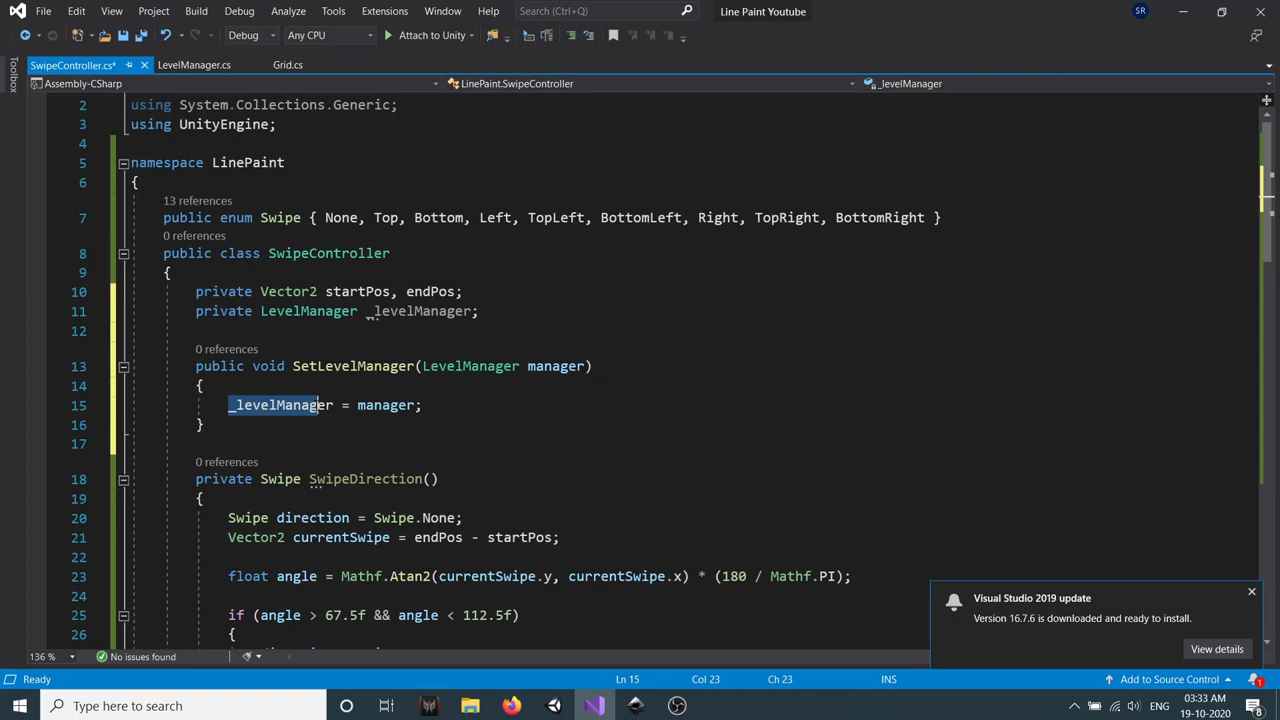 File Edit View Project Build Debug Analyze Tools Extensions Window Help Search (Ctrl+Q) Line Paint Youtube SR
Debug Any CPU Attach to Unity
Toolbox
SwipeController.cs* LevelManager.cs Grid.cs
Assembly-CSharp LinePaint.SwipeController _levelManager
2 using System.Collections.Generic;
3 using UnityEngine;
4
5 namespace LinePaint
6 {
13 references
7 public enum Swipe { None, Top, Bottom, Left, TopLeft, BottomLeft, Right, TopRight, BottomRight }
0 references
8 public class SwipeController
9 {
10 private Vector2 startPos, endPos;
11 private LevelManager _levelManager;
12
0 references
13 public void SetLevelManager(LevelManager manager)
14 {
15 _levelManager = manager;
16 }
17
0 references
18 private Swipe SwipeDirection()
19 {
20 Swipe direction = Swipe.None;
21 Vector2 currentSwipe = endPos - startPos;
22
23 float angle = Mathf.Atan2(currentSwipe.y, currentSwipe.x) * (180 / Mathf.PI);
24
25 if (angle > 67.5f && angle < 112.5f)
26 {
Visual Studio 2019 update
Version 16.7.6 is downloaded and ready to install.
View details
136 % No issues found
Ready Ln 15 Col 23 Ch 23 INS Add to Source Control 1
Type here to search ENG 03:33 AM
19-10-2020 8